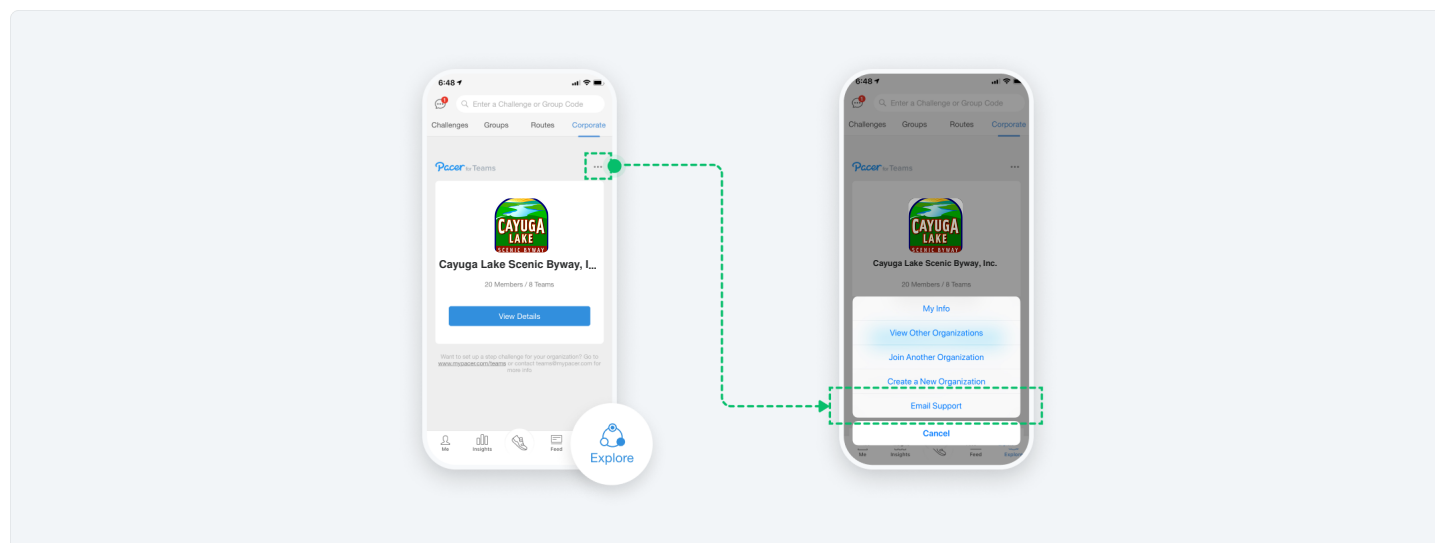 6:48
Enter a Challenge or Group Code
Challenges Groups Routes Corporate
Pacer for Teams
CAYUGA
LAKE
SCENIC BYWAY
Cayuga Lake Scenic Byway, I...
20 Members / 8 Teams
View Details
Want to set up a step challenge for your organization? Go to
www.mypacer.com/teams or contact teams@mypacer.com for
more info.
Me Insights Feed
Explore
6:48
Enter a Challenge or Group Code
Challenges Groups Routes Corporate
Pacer for Teams
CAYUGA
LAKE
SCENIC BYWAY
Cayuga Lake Scenic Byway, Inc.
20 Members / 8 Teams
My Info
View Other Organizations
Join Another Organization
Create a New Organization
Email Support
Cancel
Me Insights Feed Explore